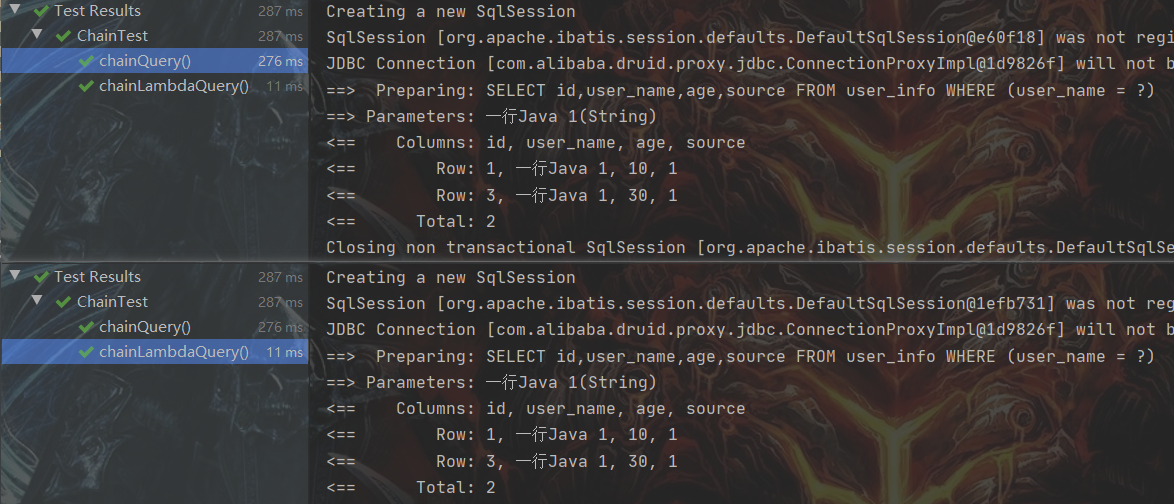 Test Results 287 ms
ChainTest 287 ms
chainQuery() 276 ms
chainLambdaQuery() 11 ms
Creating a new SqlSession
SqlSession [org.apache.ibatis.session.defaults.DefaultSqlSession@e60f18] was not regi
JDBC Connection [com.alibaba.druid.proxy.jdbc.ConnectionProxyImpl@1d9826f] will not b
==>  Preparing: SELECT id,user_name,age,source FROM user_info WHERE (user_name = ?)
==> Parameters: 一行Java 1(String)
<==    Columns: id, user_name, age, source
<==        Row: 1, 一行Java 1, 10, 1
<==        Row: 3, 一行Java 1, 30, 1
<==      Total: 2
Closing non transactional SqlSession [org.apache.ibatis.session.defaults.DefaultSqlSe
Test Results 287 ms
ChainTest 287 ms
chainQuery() 276 ms
chainLambdaQuery() 11 ms
Creating a new SqlSession
SqlSession [org.apache.ibatis.session.defaults.DefaultSqlSession@1efb731] was not reg
JDBC Connection [com.alibaba.druid.proxy.jdbc.ConnectionProxyImpl@1d9826f] will not b
==>  Preparing: SELECT id,user_name,age,source FROM user_info WHERE (user_name = ?)
==> Parameters: 一行Java 1(String)
<==    Columns: id, user_name, age, source
<==        Row: 1, 一行Java 1, 10, 1
<==        Row: 3, 一行Java 1, 30, 1
<==      Total: 2